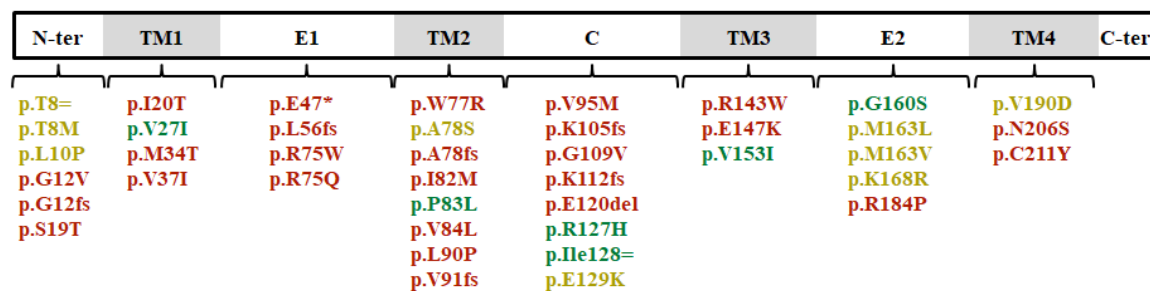 N-ter TM1 E1 TM2 C TM3 E2 TM4 C-ter
p.T8= p.I20T p.E47* p.W77R p.V95M p.R143W p.G160S p.V190D
p.T8M p.V27I p.L56fs p.A78S p.K105fs p.E147K p.M163L p.N206S
p.L10P p.M34T p.R75W p.A78fs p.G109V p.V153I p.M163V p.C211Y
p.G12V p.V37I p.R75Q p.I82M p.K112fs p.K168R
p.G12fs p.P83L p.E120del p.R184P
p.S19T p.V84L p.R127H
p.L90P p.Ile128=
p.V91fs p.E129K